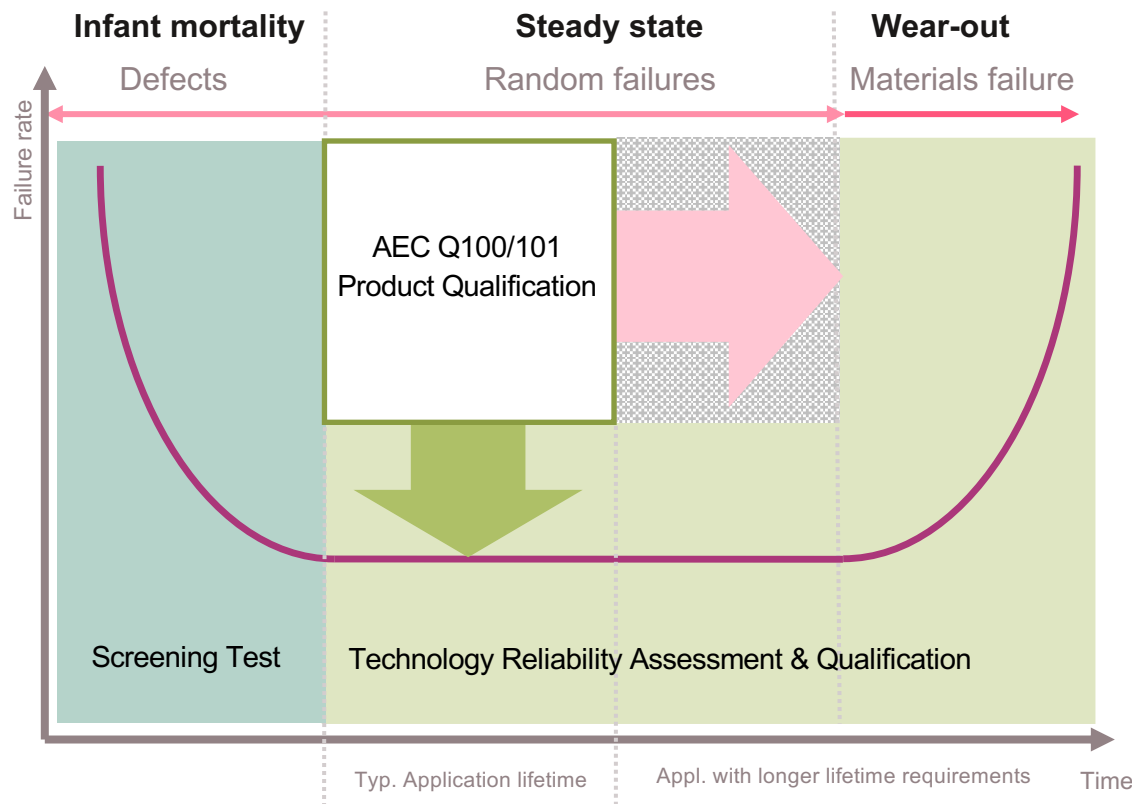 Infant mortality
Steady state
Wear-out
Defects
Random failures
Materials failure
Failure rate
AEC Q100/101
Product Qualification
Screening Test
Technology Reliability Assessment & Qualification
Typ. Application lifetime
Appl. with longer lifetime requirements
Time